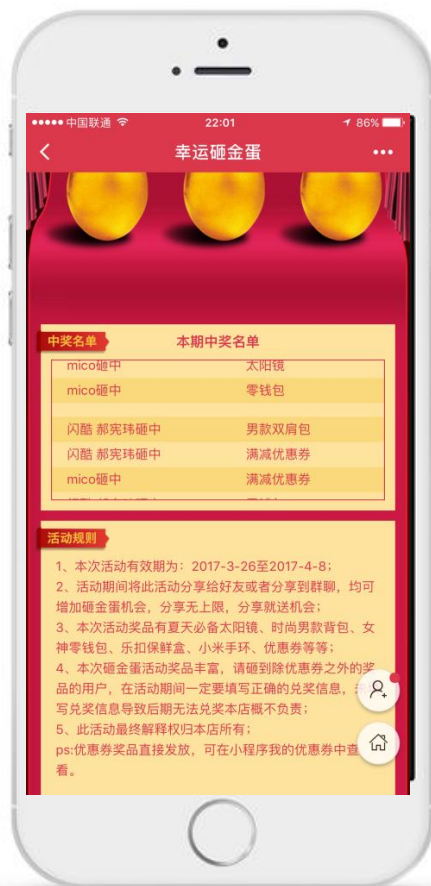 中国联通 22:01 86%
幸运砸金蛋
中奖名单 本期中奖名单
mico砸中 太阳镜
mico砸中 零钱包
闪酷 郝宪玮砸中 男款双肩包
闪酷 郝宪玮砸中 满减优惠券
mico砸中 满减优惠券
活动规则
1、本次活动有效期为：2017-3-26至2017-4-8；
2、活动期间将此活动分享给好友或者分享到群聊，均可
增加砸金蛋机会，分享无上限，分享就送机会；
3、本次活动奖品有夏天必备太阳镜、时尚男款背包、女
神零钱包、乐扣保鲜盒、小米手环、优惠券等等；
4、本次砸金蛋活动奖品丰富，请砸到除优惠券之外的奖
品的用户，在活动期间一定要填写正确的兑奖信息，
写兑奖信息导致后期无法兑奖本店概不负责；
5、此活动最终解释权归本店所有；
ps:优惠券奖品直接发放，可在小程序我的优惠券中查
看。